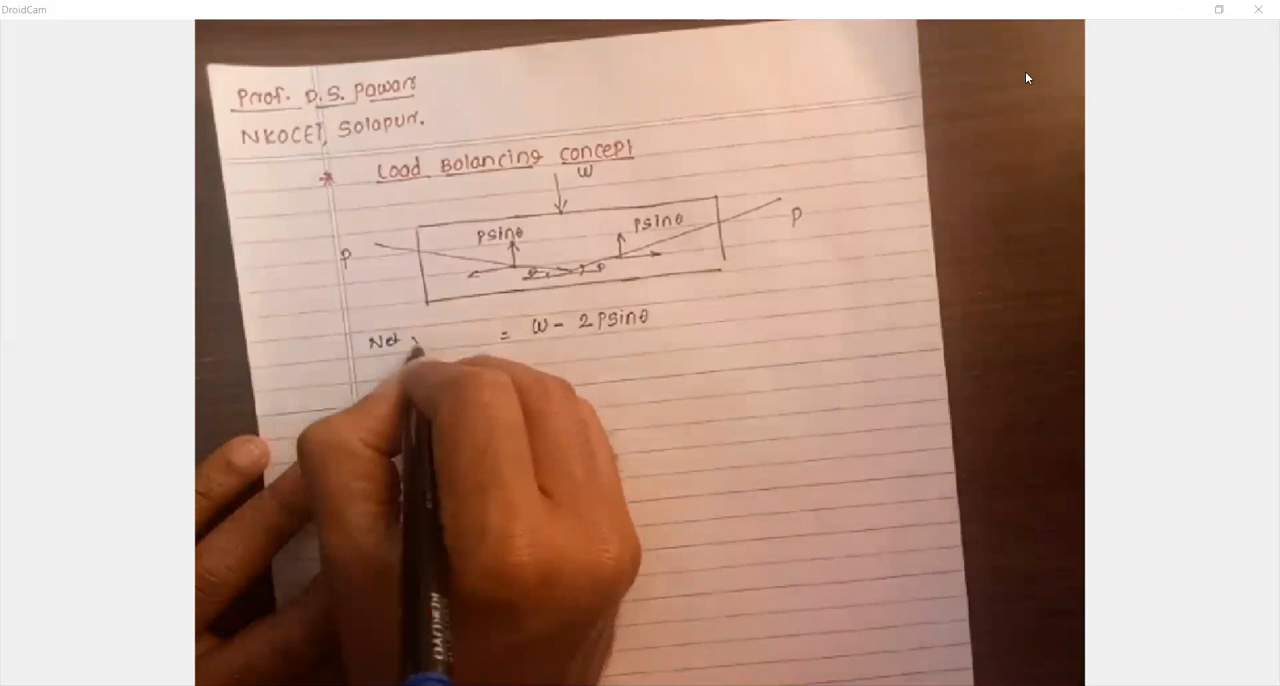 DroidCam
Prof. D.S. Pawar
NKOCET, Solapur.
* Load Balancing concept
w
P
Psinθ
Psinθ
P
θ
θ
Net = w - 2Psinθ